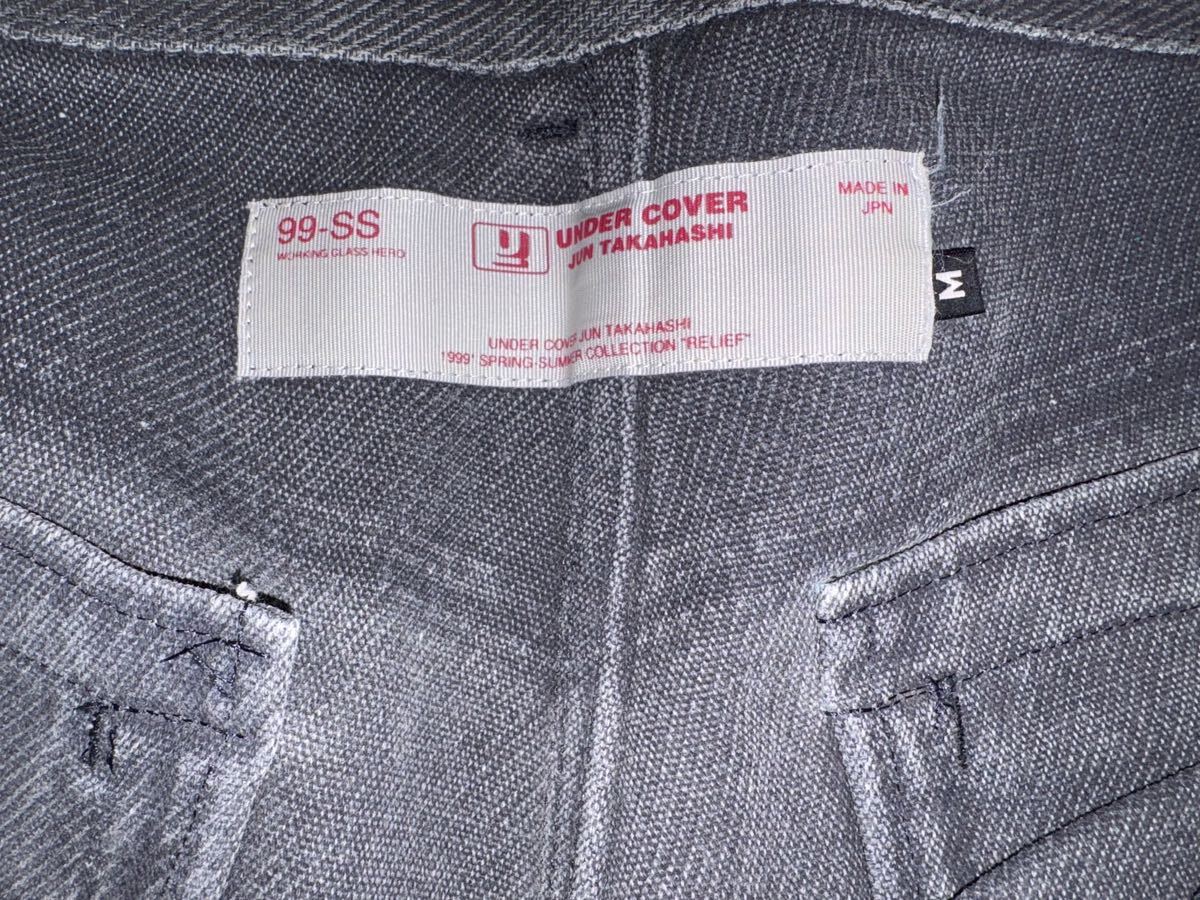 99-SS
WORKING CLASS HERO
UNDER COVER
JUN TAKAHASHI
MADE IN
JPN
M
UNDER COVER JUN TAKAHASHI
1999' SPRING-SUMMER COLLECTION "RELIEF"